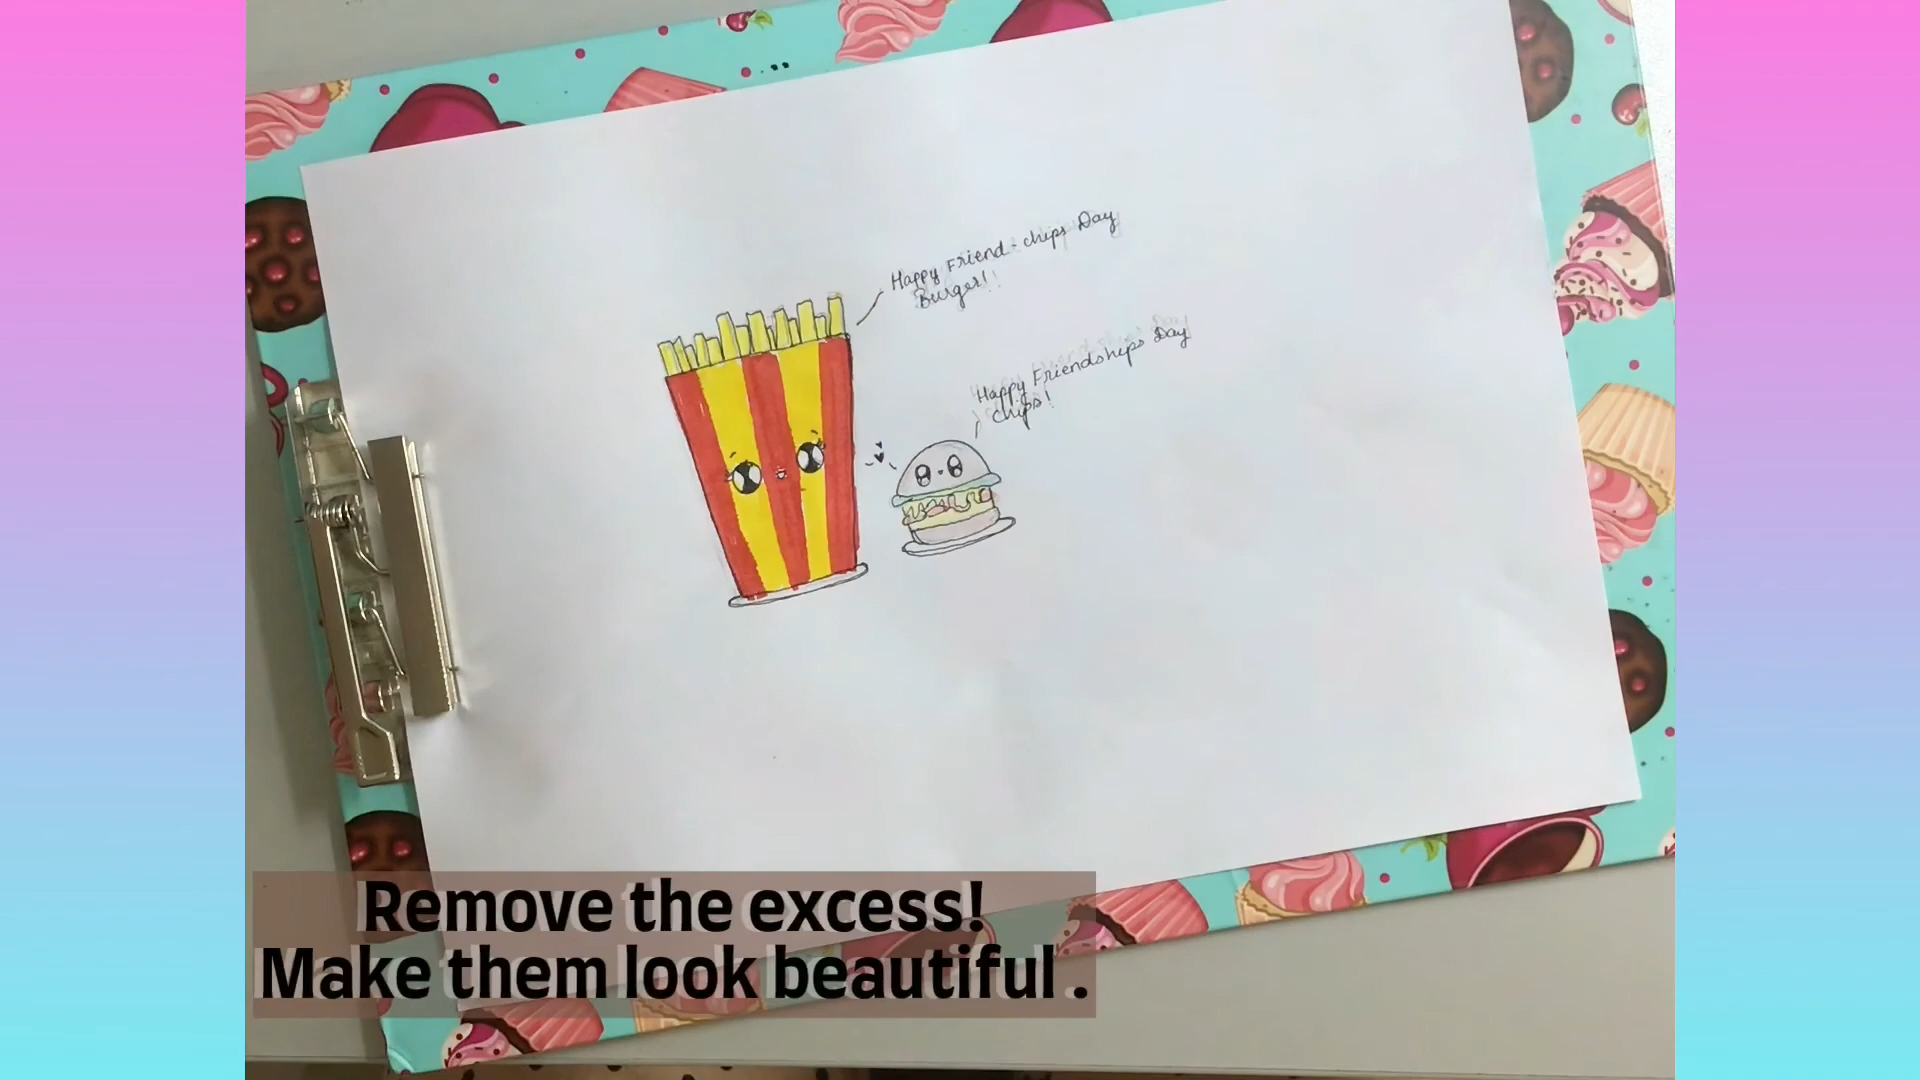 Happy Friend-chips Day
Burger!
Happy Friendships Day
Chips!
Remove the excess!
Make them look beautiful .